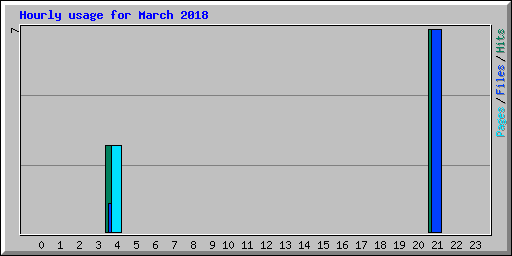 Hourly usage for March 2018
7
Pages/Files/Hits
0 1 2 3 4 5 6 7 8 9 10 11 12 13 14 15 16 17 18 19 20 21 22 23